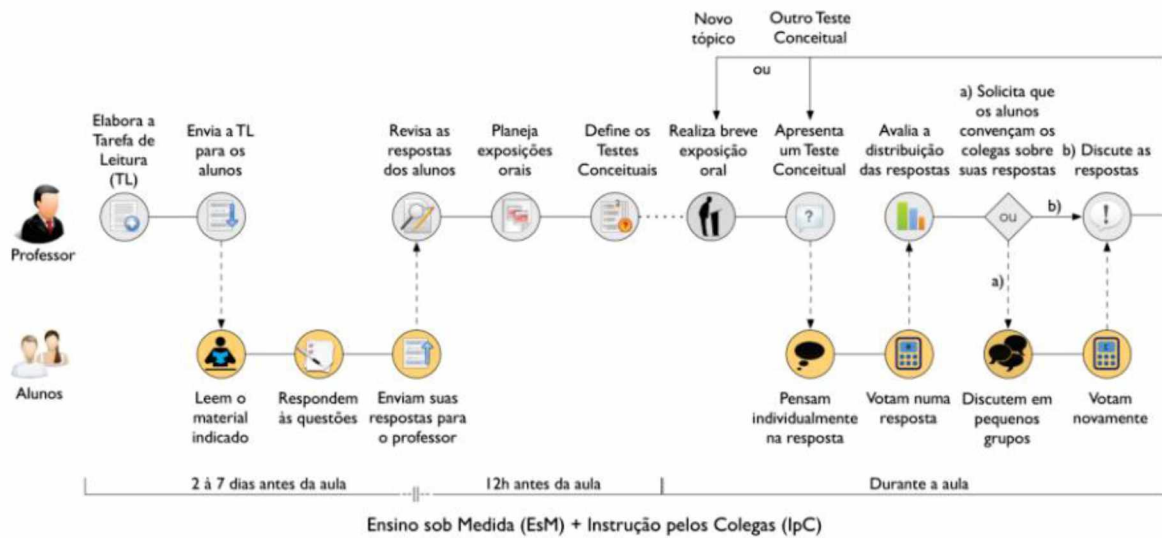 Novo
tópico
Outro Teste
Conceitual
ou
Elabora a
Tarefa de
Leitura
(TL)
Envia a TL
para os
alunos
Revisa as
respostas
dos alunos
Planeja
exposições
orais
Define os
Testes
Conceituais
Realiza breve
exposição
oral
Apresenta
um Teste
Conceitual
Avalia a
distribuição
das respostas
a) Solicita que
os alunos
convençam os
colegas sobre
suas respostas
b) Discute as
respostas
Professor
?
ou
b)
!
a)
Alunos
Leem o
material
indicado
Respondem
às questões
Enviam suas
respostas para
o professor
Pensam
individualmente
na resposta
Votam numa
resposta
Discutem em
pequenos
grupos
Votam
novamente
2 à 7 dias antes da aula
12h antes da aula
Durante a aula
Ensino sob Medida (EsM) + Instrução pelos Colegas (IpC)